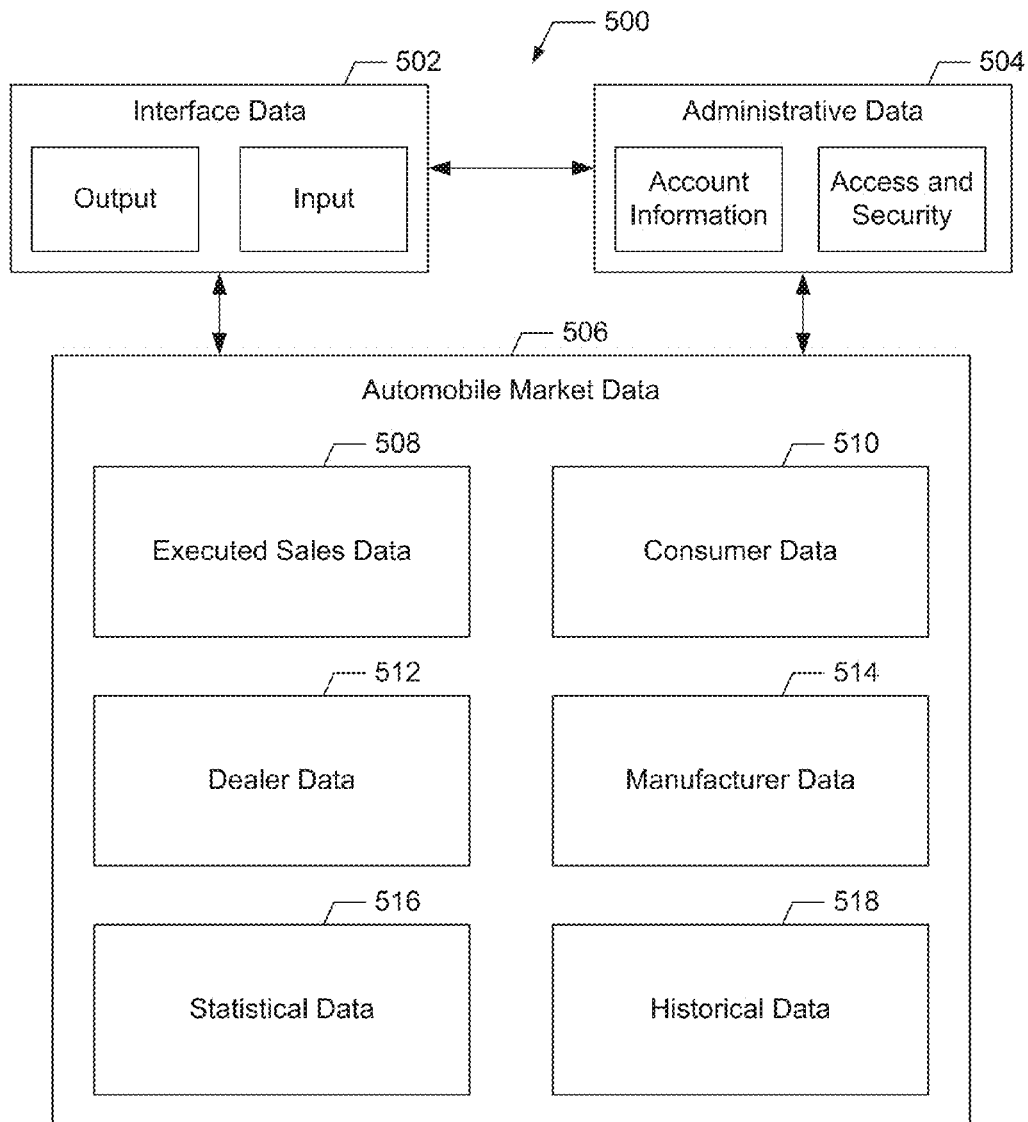 500
502
504
Interface Data
Administrative Data
Output
Input
Account
Information
Access and
Security
506
Automobile Market Data
508
510
Executed Sales Data
Consumer Data
512
514
Dealer Data
Manufacturer Data
516
518
Statistical Data
Historical Data